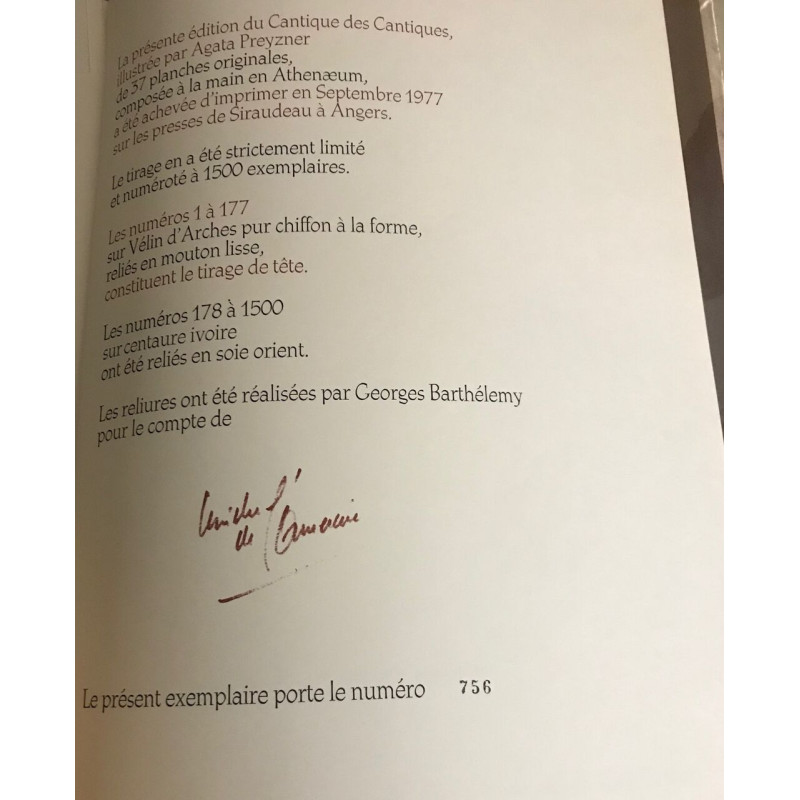 La présente édition du Cantique des Cantiques,
illustrée par Agata Preyzner
de 37 planches originales,
composée à la main en Athenæum,
a été achevée d'imprimer en Septembre 1977
sur les presses de Siraudeau à Angers.
Le tirage en a été strictement limité
et numéroté à 1500 exemplaires.
Les numéros 1 à 177
sur Vélin d'Arches pur chiffon à la forme,
reliés en mouton lisse,
constituent le tirage de tête.
Les numéros 178 à 1500
sur centaure ivoire
ont été reliés en soie orient.
Les reliures ont été réalisées par Georges Barthélemy
pour le compte de
de
Le présent exemplaire porte le numéro 756